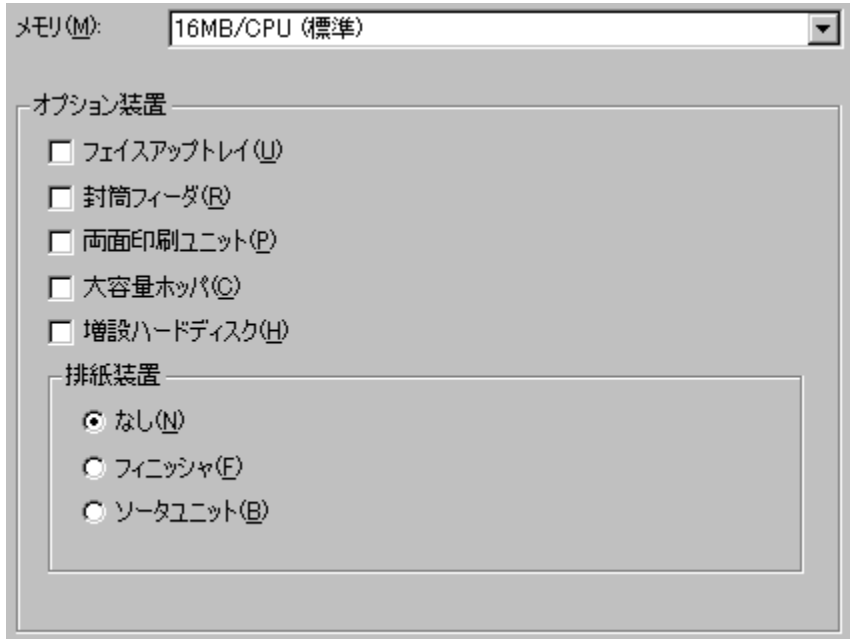 メモリ(M): 16MB/CPU (標準)
オプション装置
フェイスアップトレイ(U)
封筒フィーダ(R)
両面印刷ユニット(P)
大容量ホッパ(C)
増設ハードディスク(H)
排紙装置
なし(N)
フィニッシャ(F)
ソータユニット(B)